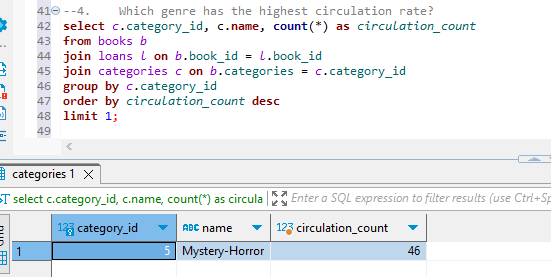 41 --4. Which genre has the highest circulation rate?
42 select c.category_id, c.name, count(*) as circulation_count
43 from books b
44 join loans l on b.book_id = l.book_id
45 join categories c on b.categories = c.category_id
46 group by c.category_id
47 order by circulation_count desc
48 limit 1;
49
categories 1
select c.category_id, c.name, count(*) as circula
Enter a SQL expression to filter results (use Ctrl+Sp
123 category_id ABC name 123 circulation_count
1 5 Mystery-Horror 46